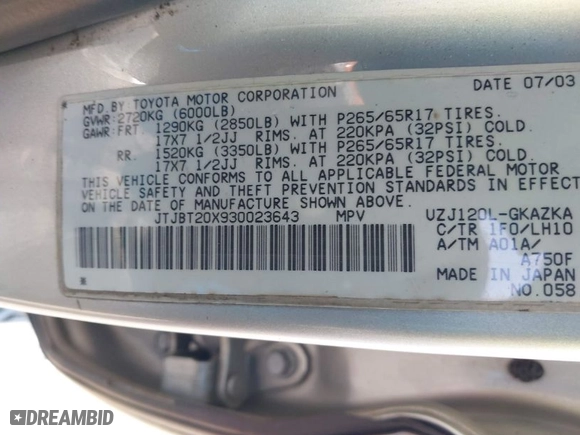 MFD.BY TOYOTA MOTOR CORPORATION DATE 07/03
GVWR:2720KG (6000LB)
GAWR:FRT. 1290KG (2850LB) WITH P265/65R17 TIRES.
17X7 1/2JJ RIMS. AT 220KPA (32PSI) COLD.
RR. 1520KG (3350LB) WITH P265/65R17 TIRES.
17X7 1/2JJ RIMS. AT 220KPA (32PSI) COLD.
THIS VEHICLE CONFORMS TO ALL APPLICABLE FEDERAL MOTOR
VEHICLE SAFETY AND THEFT PREVENTION STANDARDS IN EFFECT
ON THE DATE OF MANUFACTURE SHOWN ABOVE.
JTJBT20X930023643 MPV UZJ120L-GKAZKA
C/TR 1F0/LH10
A/TM A01A/
A750F
MADE IN JAPAN
NO.058
DREAMBID